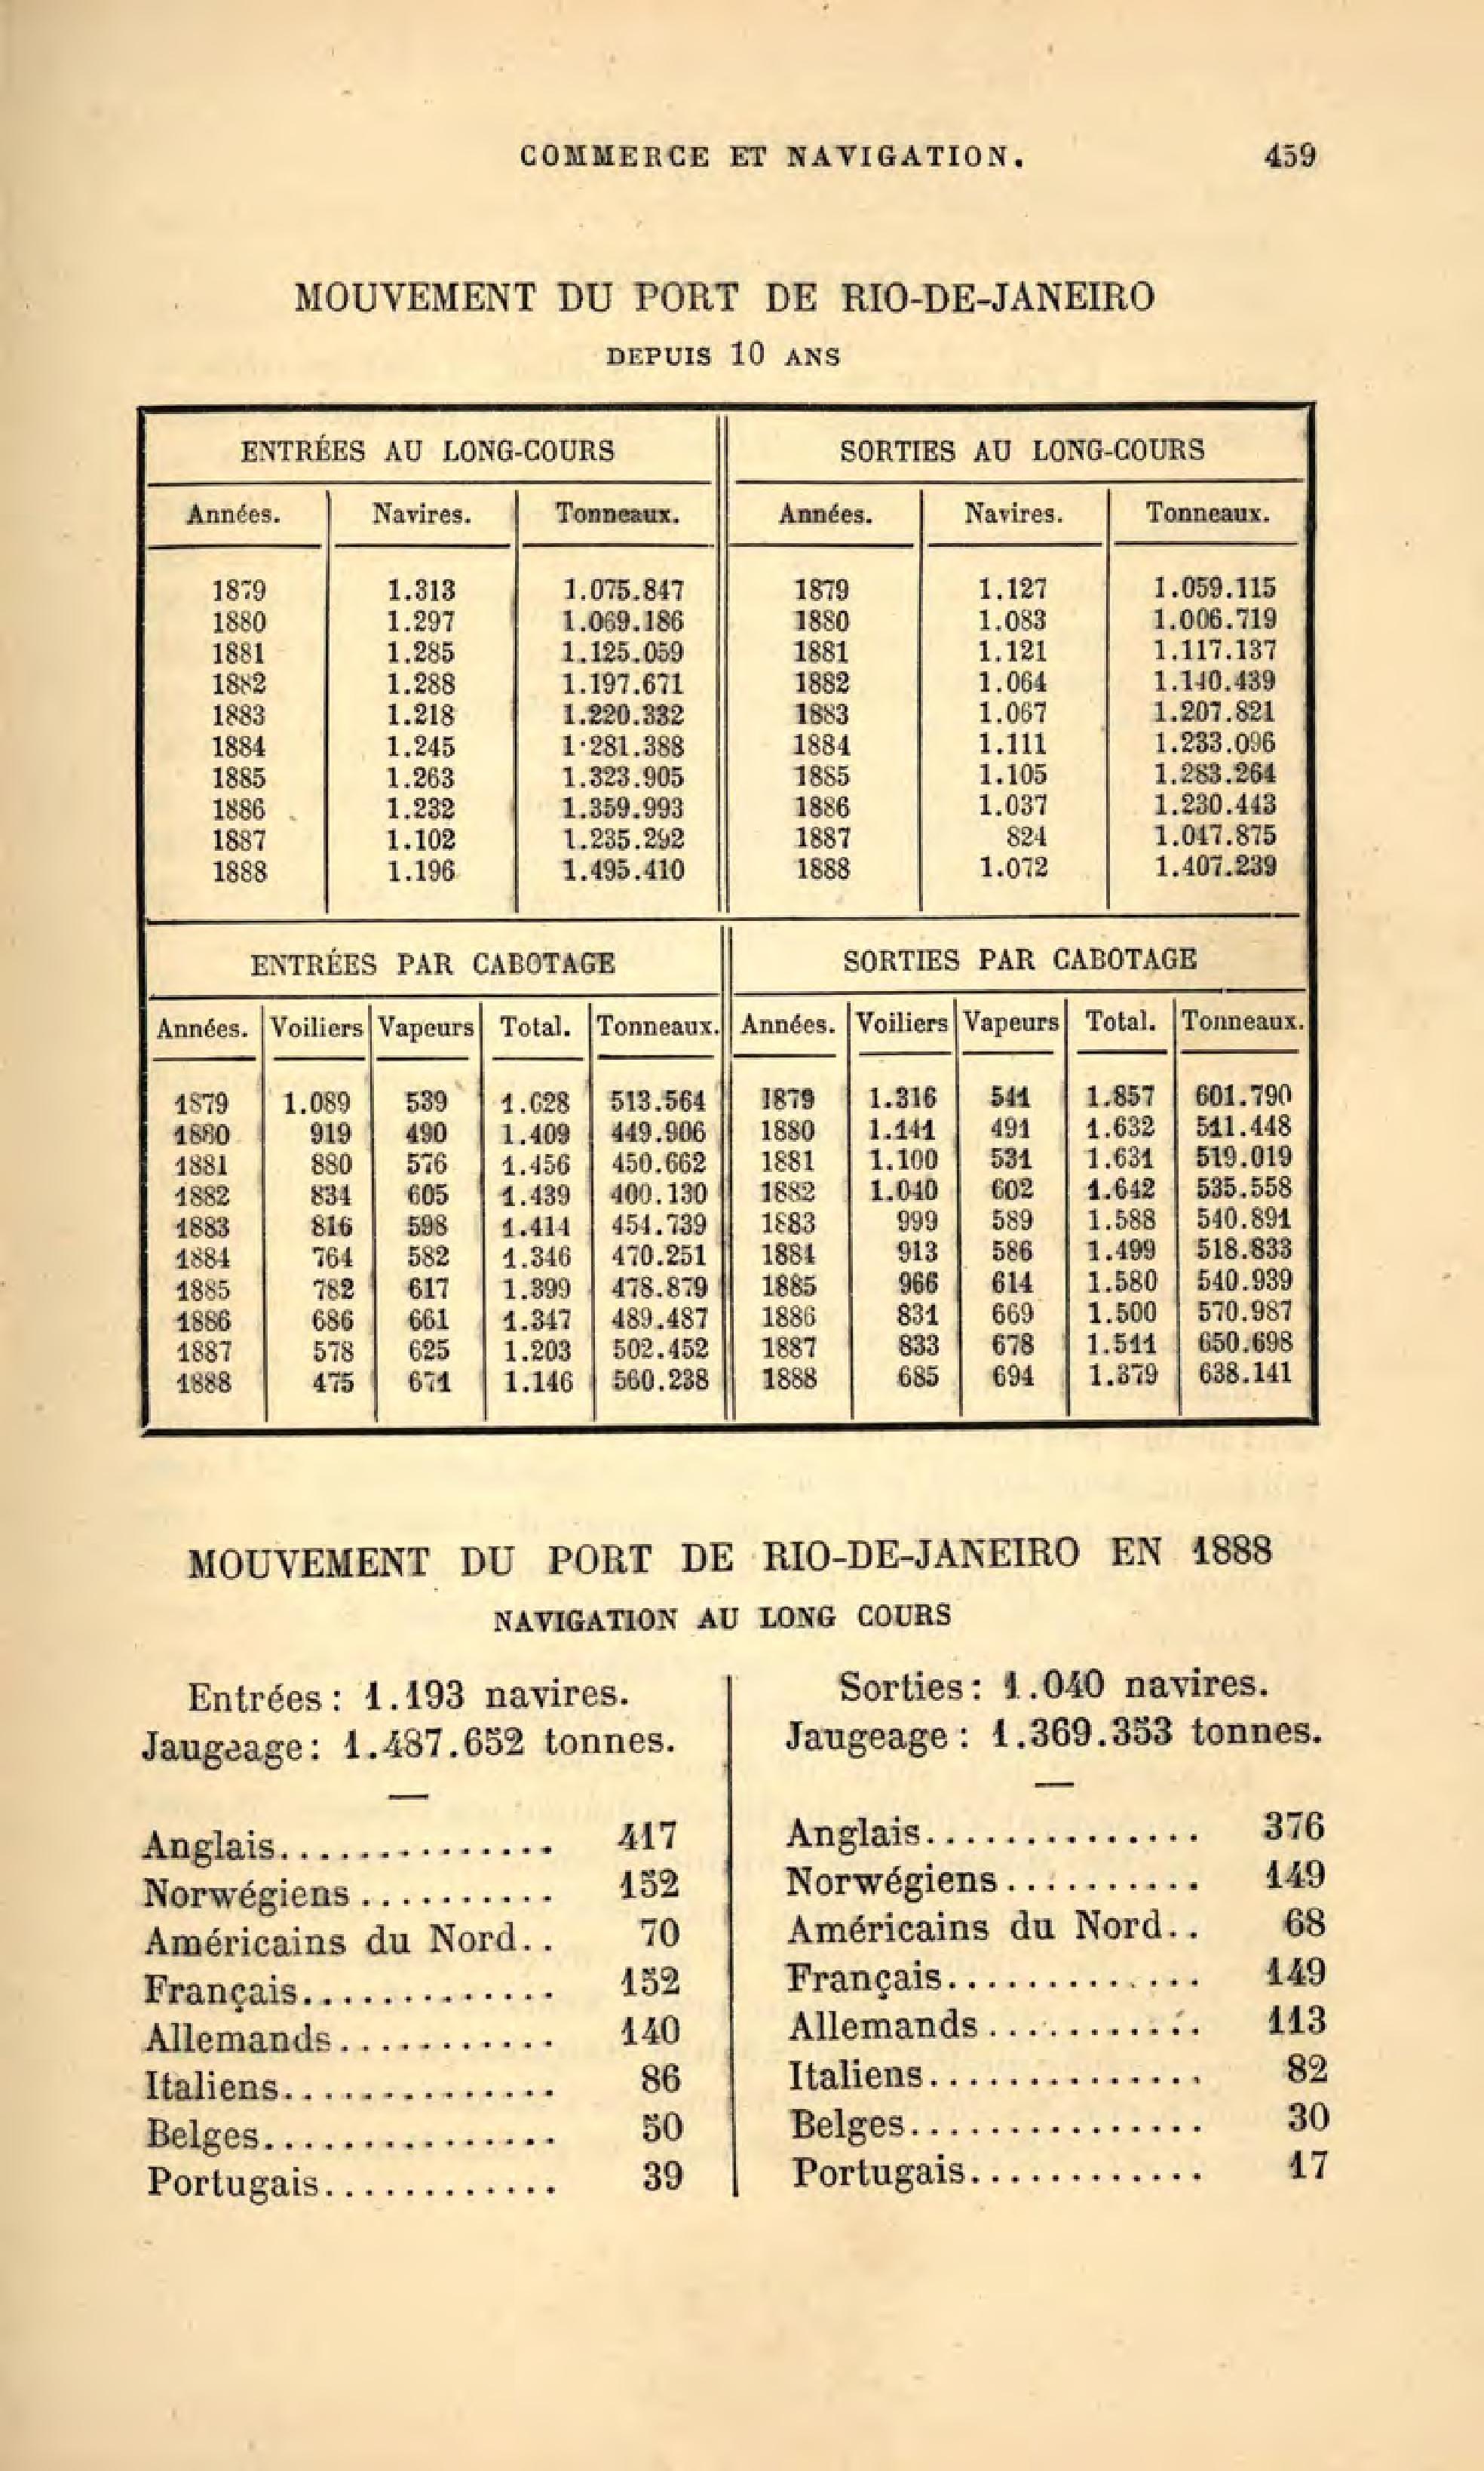 COMMERCE ET NAVIGATION. 459
MOUVEMENT DU PORT DE RIO-DE-JANEIRO
DEPUIS 10 ANS
ENTRÉES AU LONG-COURS SORTIES AU LONG-COURS
Années. Navires. Tonneaux. Années. Navires. Tonneaux.
1879 1.313 1.075.847 1879 1.127 1.059.115
1880 1.297 1.069.186 1880 1.083 1.006.719
1881 1.285 1.125.059 1881 1.121 1.117.137
1882 1.288 1.197.671 1882 1.064 1.140.439
1883 1.218 1.220.332 1883 1.067 1.207.821
1884 1.245 1·281.388 1884 1.111 1.233.096
1885 1.263 1.323.905 1885 1.105 1.283.264
1886 1.232 1.359.993 1886 1.037 1.230.443
1887 1.102 1.235.292 1887 824 1.047.875
1888 1.196 1.495.410 1888 1.072 1.407.239
ENTRÉES PAR CABOTAGE SORTIES PAR CABOTAGE
Années. Voiliers Vapeurs Total. Tonneaux. Années. Voiliers Vapeurs Total. Tonneaux.
1879 1.089 539 1.628 513.564 1879 1.316 541 1.857 601.790
1880 919 490 1.409 449.906 1880 1.141 491 1.632 511.448
1881 880 576 1.456 450.662 1881 1.100 531 1.631 519.019
1882 834 605 1.439 400.130 1882 1.040 602 1.642 535.558
1883 816 598 1.414 454.739 1883 999 589 1.588 540.891
1884 764 582 1.346 470.251 1884 913 586 1.499 518.833
1885 782 617 1.399 478.879 1885 966 614 1.580 540.939
1886 686 661 1.347 489.487 1886 831 669 1.500 570.987
1887 578 625 1.203 502.452 1887 833 678 1.511 650.698
1888 475 671 1.146 560.238 1888 685 694 1.379 638.141
MOUVEMENT DU PORT DE RIO-DE-JANEIRO EN 1888
NAVIGATION AU LONG COURS
Entrées : 1.193 navires. Sorties : 1.040 navires.
Jaugeage : 1.487.652 tonnes. Jaugeage : 1.369.353 tonnes.
Anglais.............. 417 Anglais.............. 376
Norwégiens.......... 152 Norwégiens.......... 149
Américains du Nord.. 70 Américains du Nord.. 68
Français............. 152 Français............. 149
Allemands........... 140 Allemands........... 113
Italiens.............. 86 Italiens.............. 82
Belges............... 50 Belges............... 30
Portugais............ 39 Portugais............ 17